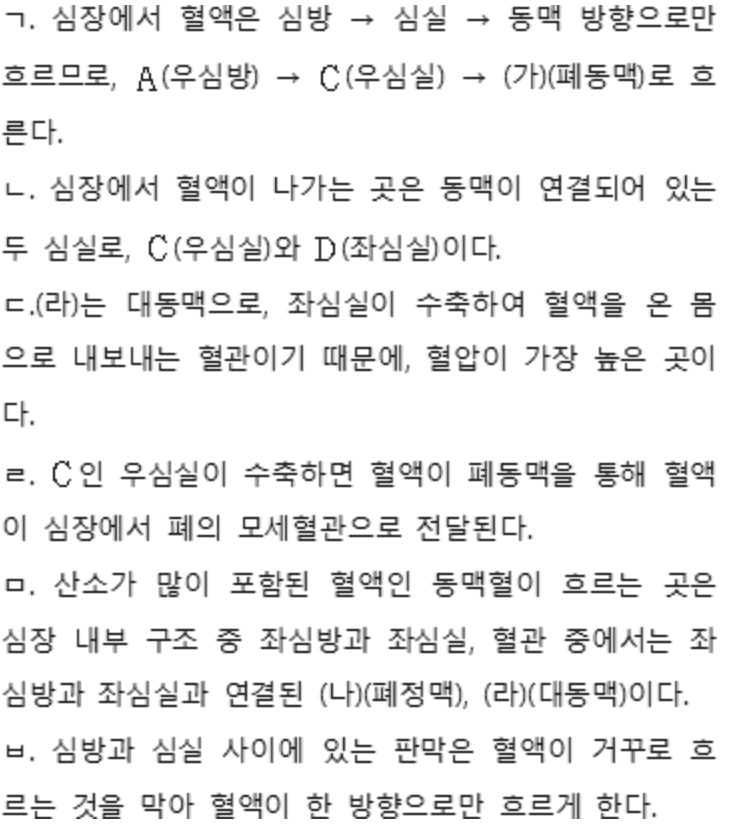 ㄱ. 심장에서 혈액은 심방 → 심실 → 동맥 방향으로만
흐르므로, A(우심방) → C(우심실) → (가)(폐동맥)로 흐
른다.
ㄴ. 심장에서 혈액이 나가는 곳은 동맥이 연결되어 있는
두 심실로, C(우심실)와 D(좌심실)이다.
ㄷ.(라)는 대동맥으로, 좌심실이 수축하여 혈액을 온 몸
으로 내보내는 혈관이기 때문에, 혈압이 가장 높은 곳이
다.
ㄹ. C인 우심실이 수축하면 혈액이 폐동맥을 통해 혈액
이 심장에서 폐의 모세혈관으로 전달된다.
ㅁ. 산소가 많이 포함된 혈액인 동맥혈이 흐르는 곳은
심장 내부 구조 중 좌심방과 좌심실, 혈관 중에서는 좌
심방과 좌심실과 연결된 (나)(폐정맥), (라)(대동맥)이다.
ㅂ. 심방과 심실 사이에 있는 판막은 혈액이 거꾸로 흐
르는 것을 막아 혈액이 한 방향으로만 흐르게 한다.